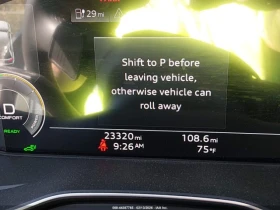 29 mi
Shift to P before
leaving vehicle,
otherwise vehicle can
roll away
D
COMFORT
READY
23320 mi
108.6 mi
9:26 AM
75°F